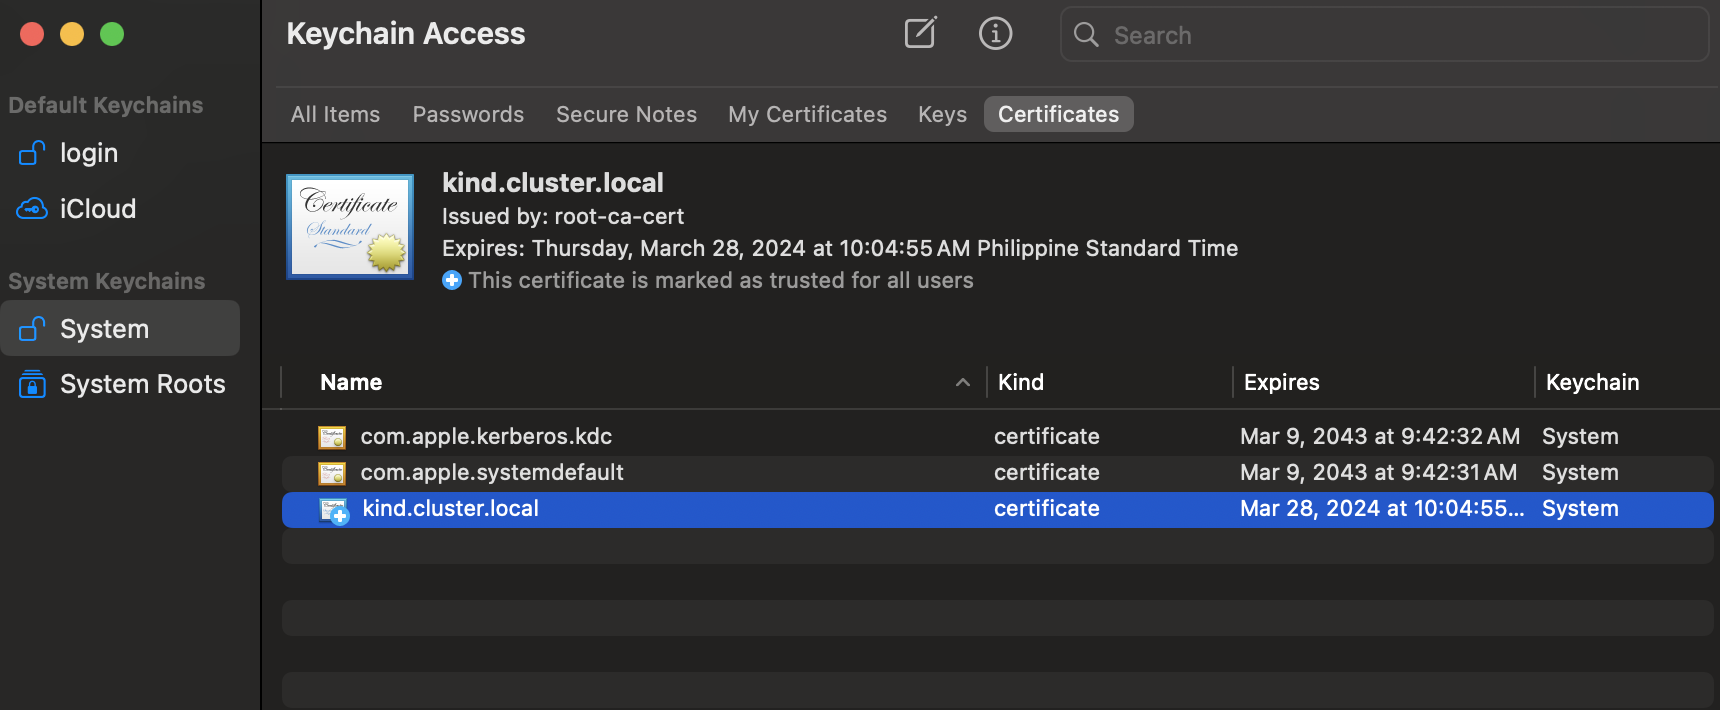 Keychain Access
Search
Default Keychains
login
iCloud
System Keychains
System
System Roots
All Items Passwords Secure Notes My Certificates Keys Certificates
Certificate
Standard
kind.cluster.local
Issued by: root-ca-cert
Expires: Thursday, March 28, 2024 at 10:04:55 AM Philippine Standard Time
This certificate is marked as trusted for all users
Name Kind Expires Keychain
com.apple.kerberos.kdc certificate Mar 9, 2043 at 9:42:32 AM System
com.apple.systemdefault certificate Mar 9, 2043 at 9:42:31 AM System
kind.cluster.local certificate Mar 28, 2024 at 10:04:55... System